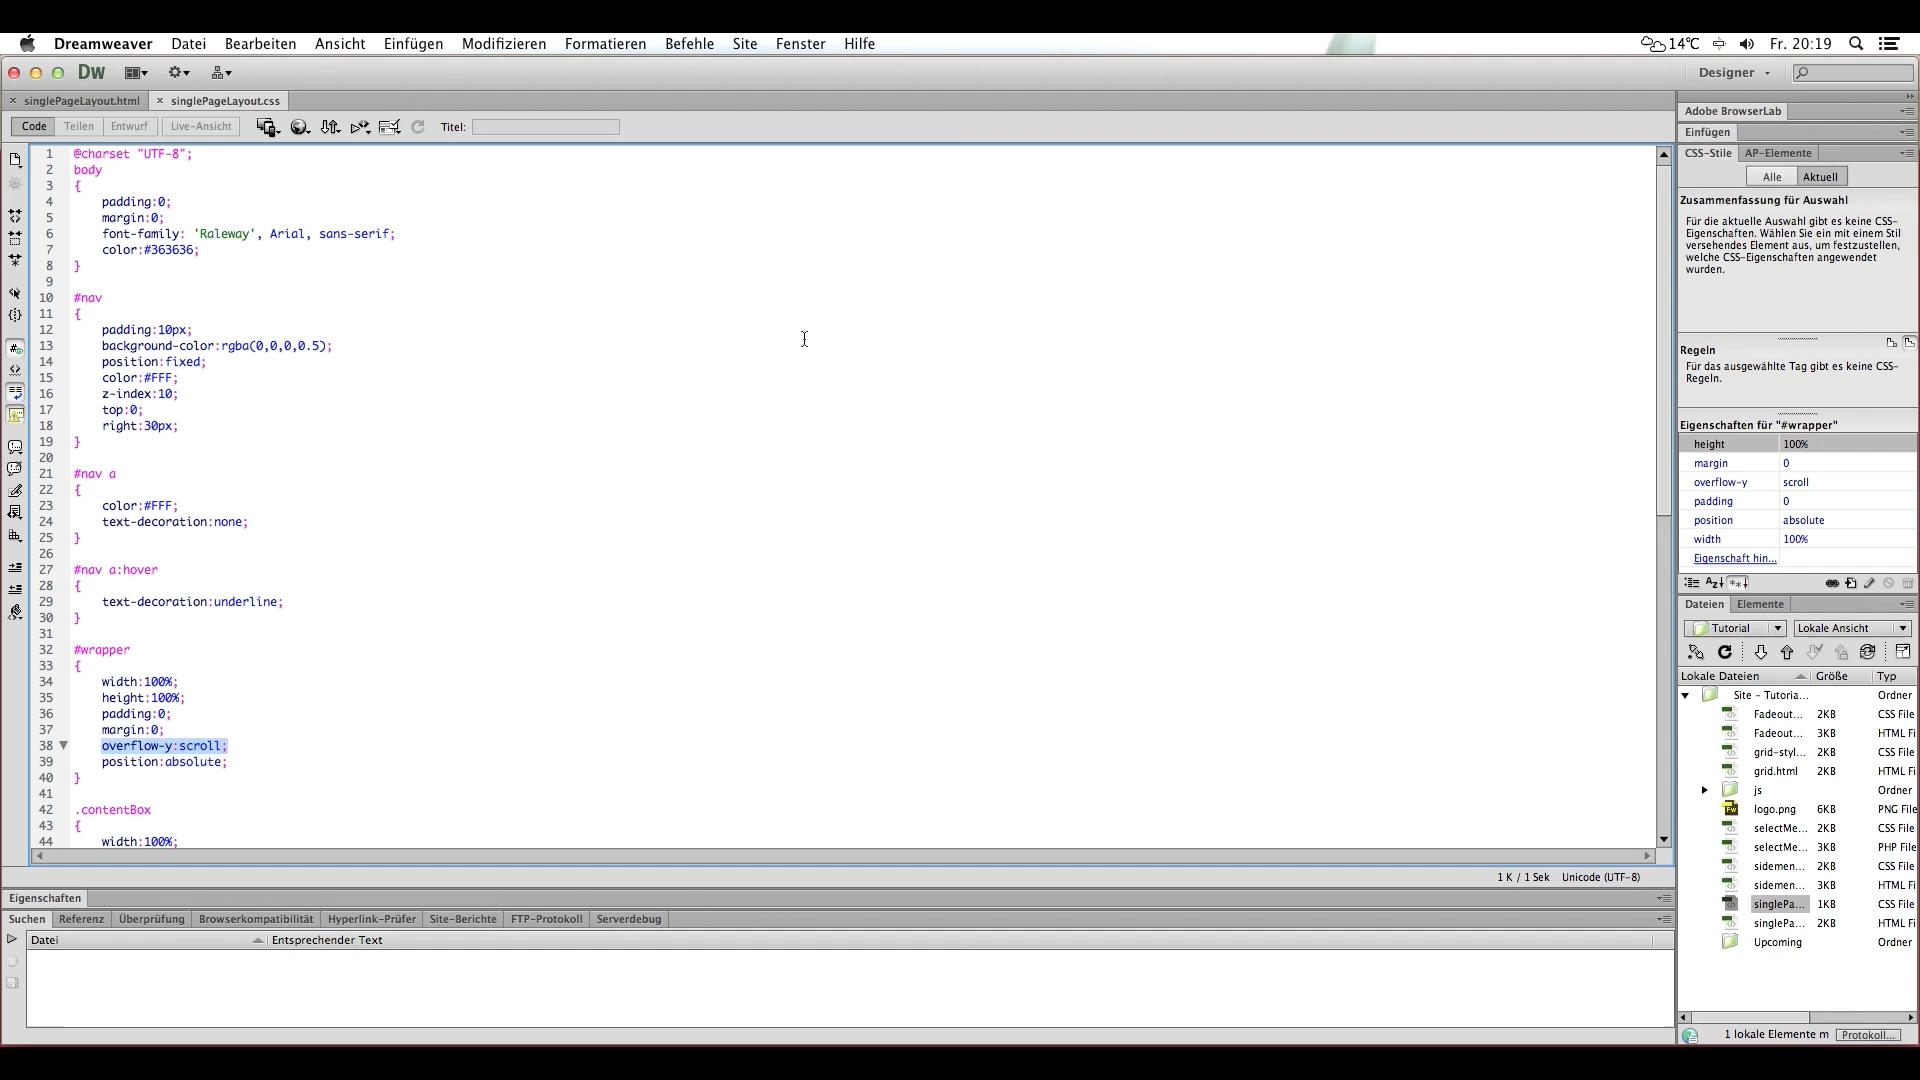 Dreamweaver Datei Bearbeiten Ansicht Einfügen Modifizieren Formatieren Befehle Site Fenster Hilfe 14°C Fr. 20:19
Dw Designer
singlePageLayout.html singlePageLayout.css
Code Teilen Entwurf Live-Ansicht Titel:
1 @charset "UTF-8";
2 body
3 {
4 padding:0;
5 margin:0;
6 font-family: 'Raleway', Arial, sans-serif;
7 color:#363636;
8 }
9
10 #nav
11 {
12 padding:10px;
13 background-color:rgba(0,0,0,0.5);
14 position:fixed;
15 color:#FFF;
16 z-index:10;
17 top:0;
18 right:30px;
19 }
20
21 #nav a
22 {
23 color:#FFF;
24 text-decoration:none;
25 }
26
27 #nav a:hover
28 {
29 text-decoration:underline;
30 }
31
32 #wrapper
33 {
34 width:100%;
35 height:100%;
36 padding:0;
37 margin:0;
38 overflow-y:scroll;
39 position:absolute;
40 }
41
42 .contentBox
43 {
44 width:100%;
1 K / 1 Sek Unicode (UTF-8)
Eigenschaften
Suchen Referenz Überprüfung Browserkompatibilität Hyperlink-Prüfer Site-Berichte FTP-Protokoll Serverdebug
Datei Entsprechender Text
Adobe BrowserLab
Einfügen
CSS-Stile AP-Elemente
Alle Aktuell
Zusammenfassung für Auswahl
Für die aktuelle Auswahl gibt es keine CSS-
Eigenschaften. Wählen Sie ein mit einem Stil
versehendes Element aus, um festzustellen,
welche CSS-Eigenschaften angewendet
wurden.
Regeln
Für das ausgewählte Tag gibt es keine CSS-
Regeln.
Eigenschaften für "#wrapper"
height 100%
margin 0
overflow-y scroll
padding 0
position absolute
width 100%
Eigenschaft hin...
Dateien Elemente
Tutorial Lokale Ansicht
Lokale Dateien Größe Typ
Site - Tutoria... Ordner
Fadeout... 2KB CSS File
Fadeout... 3KB HTML Fi
grid-styl... 2KB CSS File
grid.html 2KB HTML Fi
js Ordner
logo.png 6KB PNG File
selectMe... 2KB CSS File
selectMe... 3KB PHP File
sidemen... 2KB CSS File
sidemen... 3KB HTML Fi
singlePa... 1KB CSS File
singlePa... 2KB HTML Fi
Upcoming Ordner
1 lokale Elemente m Protokoll...